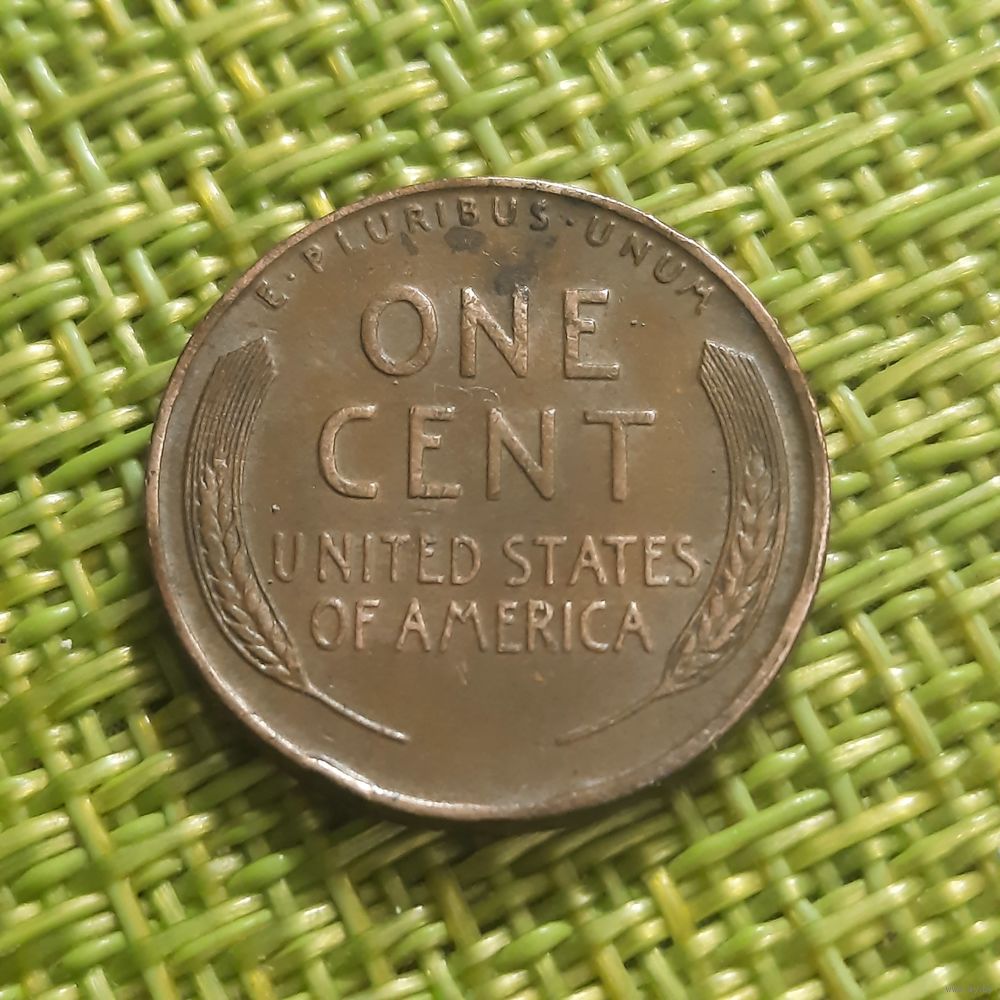 E · PLURIBUS · UNUM
ONE
CENT
UNITED STATES
OF AMERICA